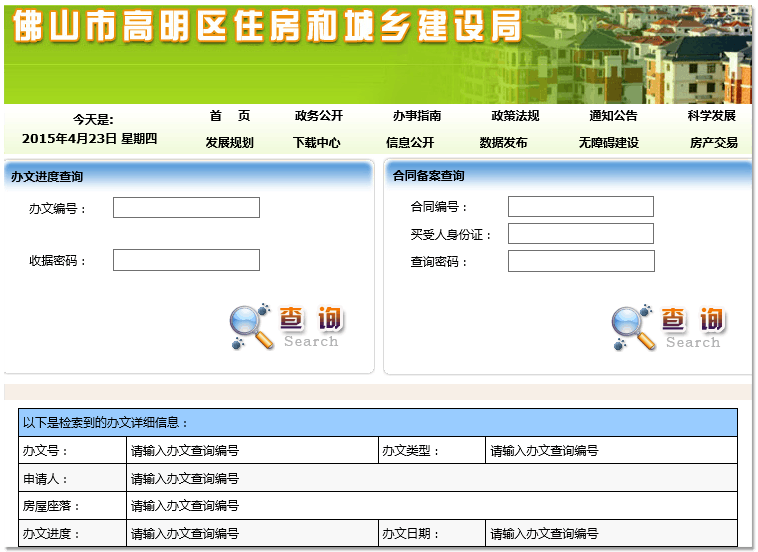 佛山市高明区住房和城乡建设局
今天是:
2015年4月23日 星期四
首 页 政务公开 办事指南 政策法规 通知公告 科学发展
发展规划 下载中心 信息公开 数据发布 无障碍建设 房产交易
办文进度查询
办文编号：
收据密码：
查询
Search
合同备案查询
合同编号：
买受人身份证：
查询密码：
查询
Search
以下是检索到的办文详细信息：
办文号： 请输入办文查询编号 办文类型： 请输入办文查询编号
申请人： 请输入办文查询编号
房屋座落： 请输入办文查询编号
办文进度： 请输入办文查询编号 办文日期： 请输入办文查询编号